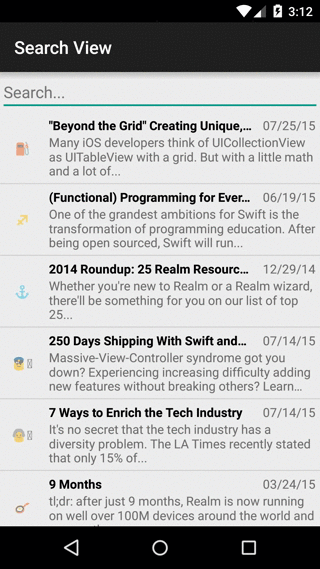 3:12
Search View
Search...
"Beyond the Grid" Creating Unique,... 07/25/15
Many iOS developers think of UICollectionView
as UITableView with a grid. But with a little math
and a lot of...
(Functional) Programming for Ever... 06/19/15
One of the grandest ambitions for Swift is the
transformation of programming education. After
being open sourced, Swift will run...
2014 Roundup: 25 Realm Resourc... 12/29/14
Whether you're new to Realm or a Realm wizard,
there'll be something for you on our list of top
25...
250 Days Shipping With Swift and... 07/14/15
Massive-View-Controller syndrome got you
down? Experiencing increasing difficulty adding
new features without breaking others? Learn...
7 Ways to Enrich the Tech Industry 07/14/15
It's no secret that the tech industry has a
diversity problem. The LA Times recently stated
that only 15% of...
9 Months 03/24/15
tl;dr: after just 9 months, Realm is now running
on well over 100M devices around the world and